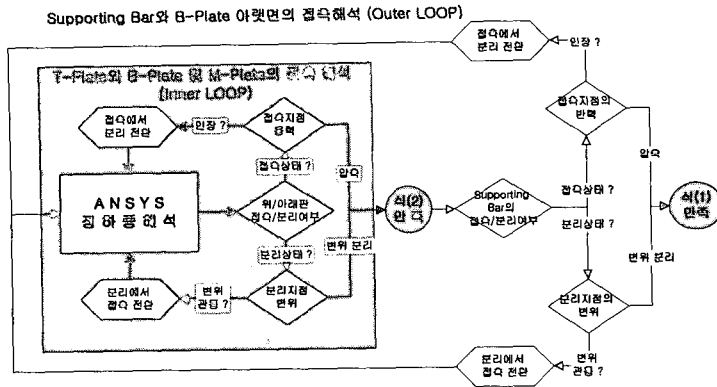 Supporting Bar와 B-Plate 아랫면의 접촉해석 (Outer LOOP)
접촉에서
분리 전환
인장 ?
T-Plate와 B-Plate 및 M-Plate의 접촉 해석
(Inner LOOP)
접촉에서
분리 전환
인장 ?
접촉지점
응력
접촉지점의
반력
접촉상태 ?
압축
압축
ANSYS
집하중해석
위/아래판
접촉/분리여부
식(2)
만족
Supporting
Bar의
접촉/분리여부
접촉상태 ?
분리상태 ?
식(1)
만족
분리상태 ?
변위 분리
변위 분리
분리에서
접촉 전환
변위
관통 ?
분리지점
변위
분리지점의
변위
분리에서
접촉 전환
변위
관통 ?